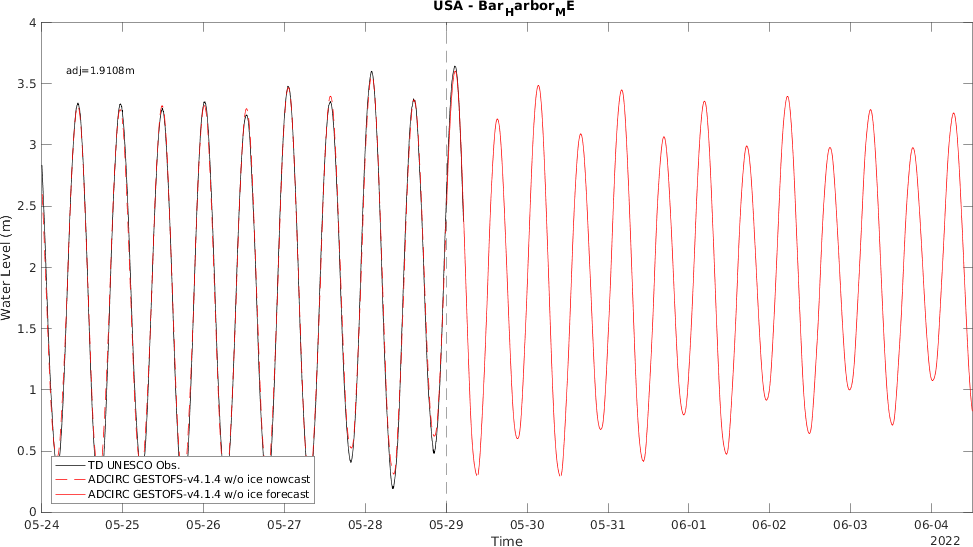 USA - BarHarborME
4
adj=1.9108m
3.5
3
2.5
2
1.5
1
0.5
0
Water Level (m)
TD UNESCO Obs.
ADCIRC GESTOFS-v4.1.4 w/o ice nowcast
ADCIRC GESTOFS-v4.1.4 w/o ice forecast
05-24 05-25 05-26 05-27 05-28 05-29 05-30 05-31 06-01 06-02 06-03 06-04
Time
2022